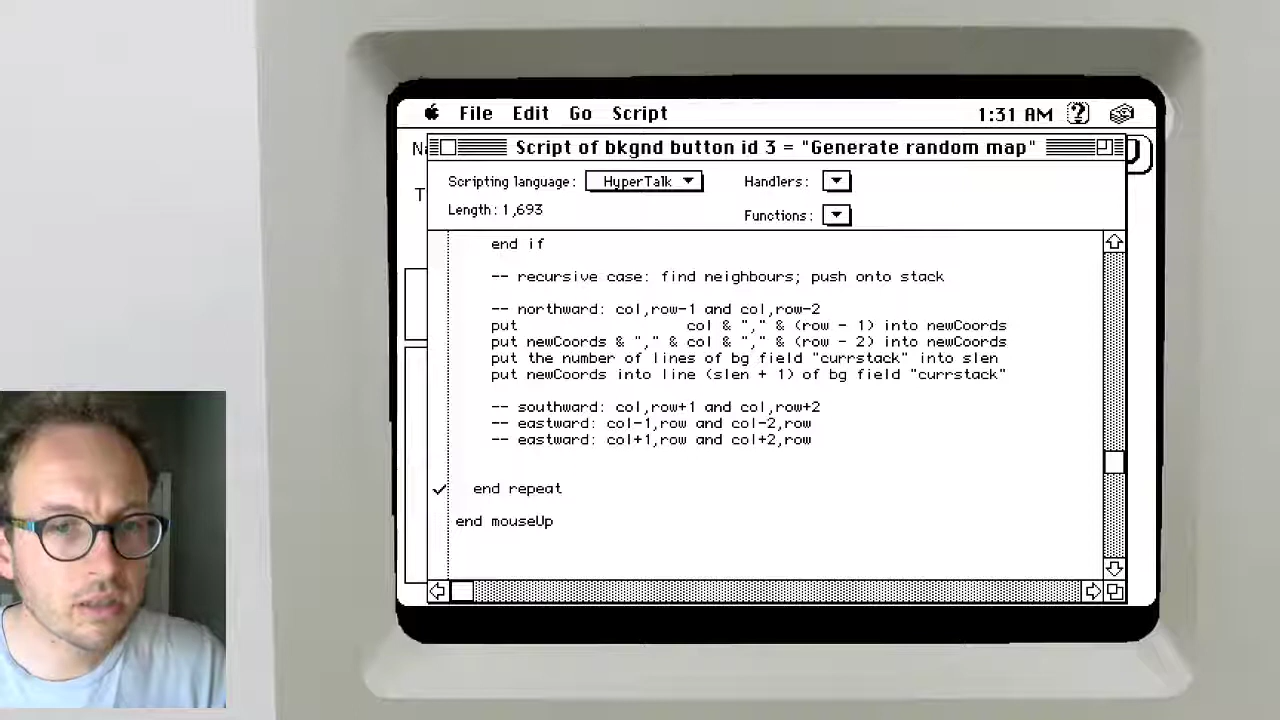 File Edit Go Script 1:31 AM
Script of bkgnd button id 3 = "Generate random map"
Scripting language: HyperTalk Handlers:
Length: 1,693 Functions:
end if
-- recursive case: find neighbours; push onto stack
-- northward: col,row-1 and col,row-2
put col & "," & (row - 1) into newCoords
put newCoords & "," & col & "," & (row - 2) into newCoords
put the number of lines of bg field "currstack" into slen
put newCoords into line (slen + 1) of bg field "currstack"
-- southward: col,row+1 and col,row+2
-- eastward: col-1,row and col-2,row
-- eastward: col+1,row and col+2,row
end repeat
end mouseUp